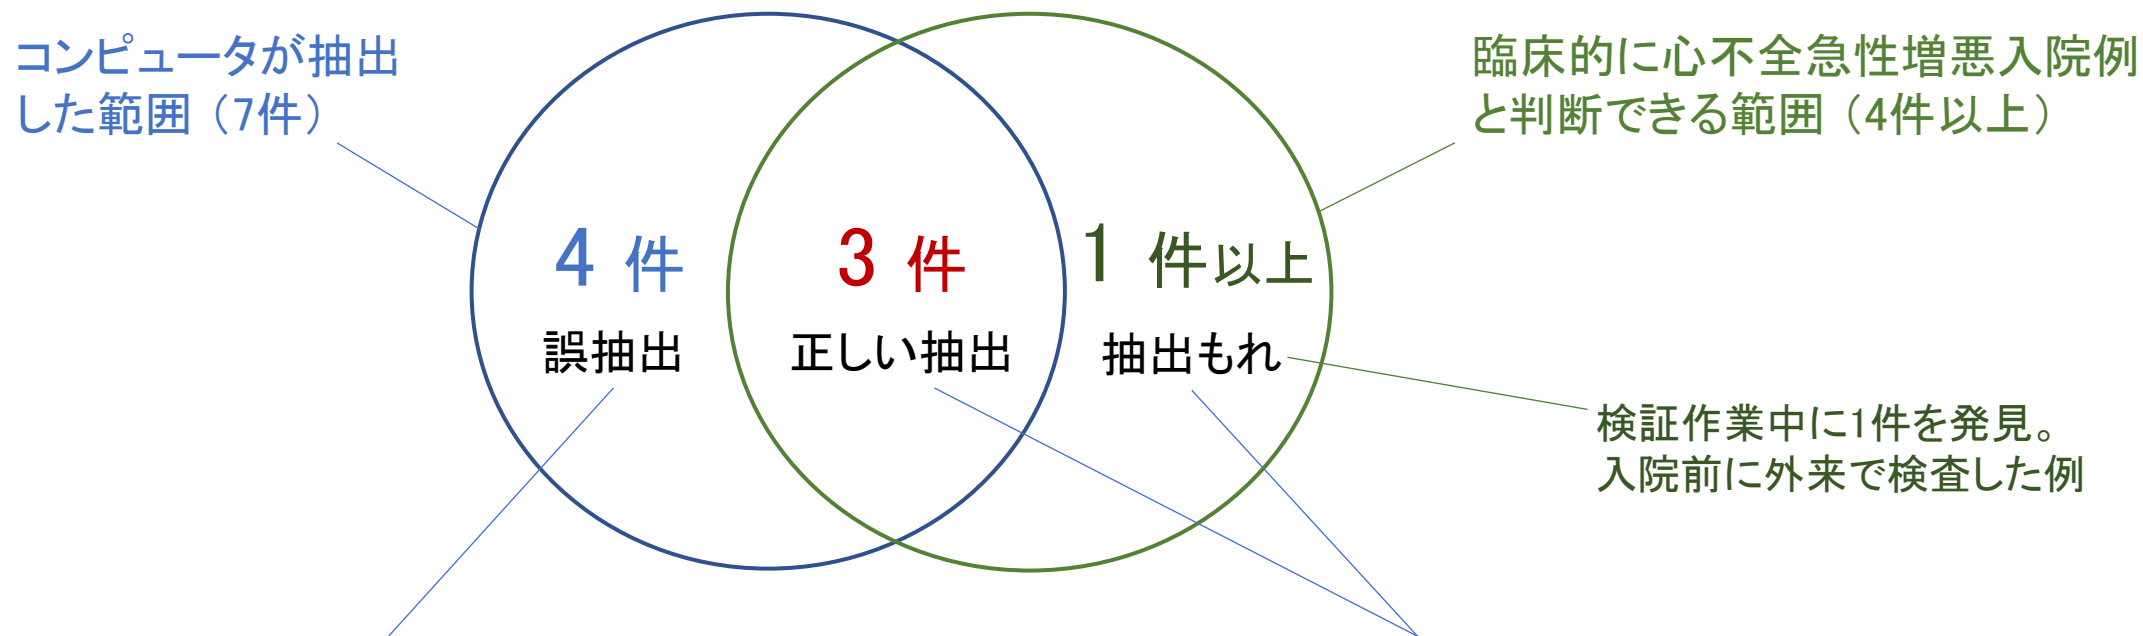 コンピュータが抽出
した範囲（7件）
臨床的に心不全急性増悪入院例
と判断できる範囲（4件以上）
4 件
3 件
1 件以上
誤抽出
正しい抽出
抽出もれ
検証作業中に1件を発見。
入院前に外来で検査した例